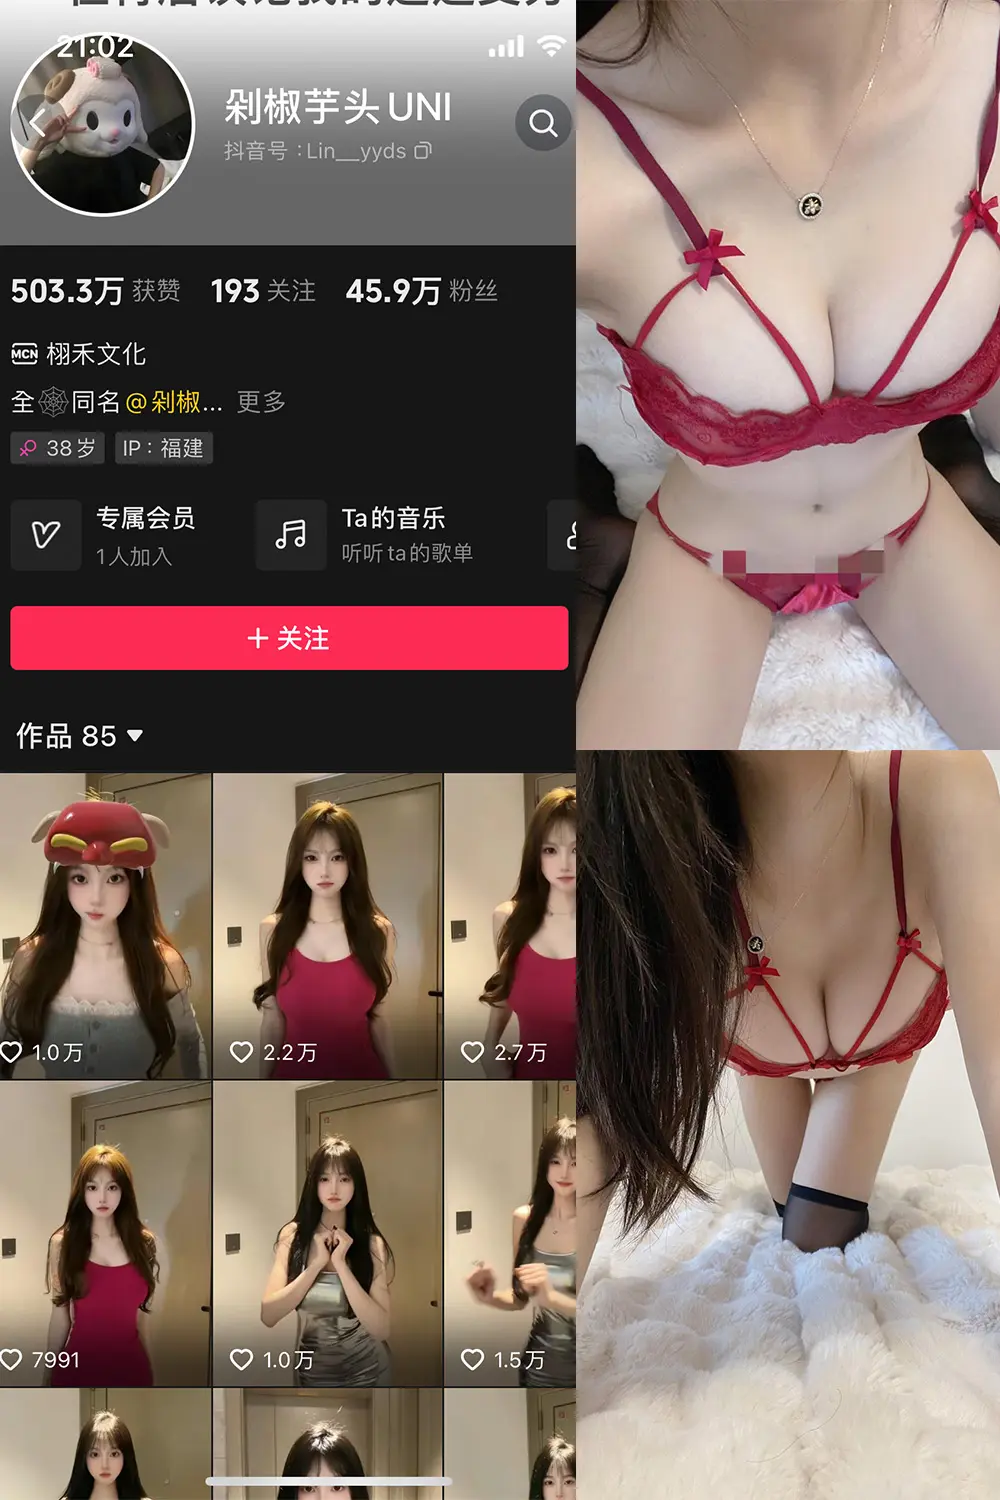 21:02
剁椒芋头UNI
抖音号：Lin__yyds
503.3万 获赞 193 关注 45.9万 粉丝
MCN 栩禾文化
全🕸同名@剁椒... 更多
38岁 IP：福建
专属会员
1人加入
Ta的音乐
听听ta的歌单
+ 关注
作品 85
1.0万
2.2万
2.7万
7991
1.0万
1.5万